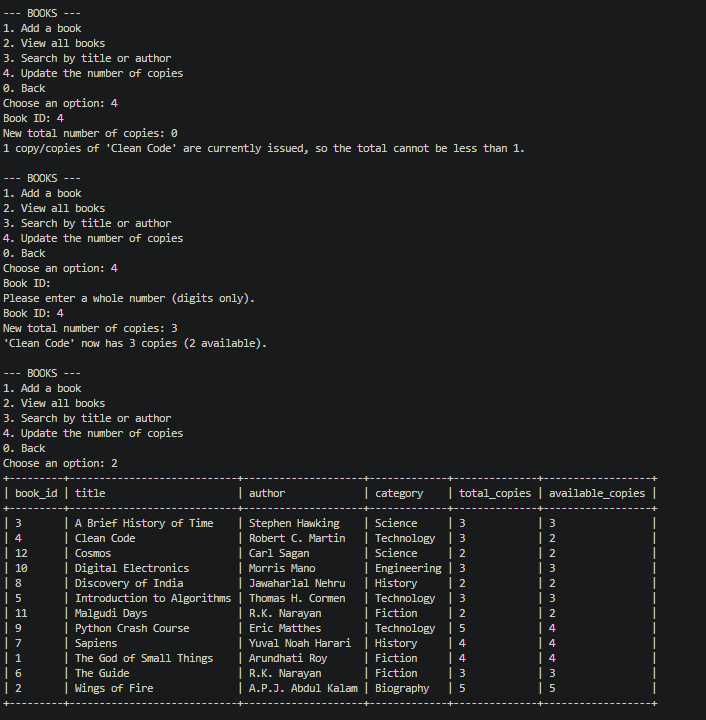 --- BOOKS ---
1. Add a book
2. View all books
3. Search by title or author
4. Update the number of copies
0. Back
Choose an option: 4
Book ID: 4
New total number of copies: 0
1 copy/copies of 'Clean Code' are currently issued, so the total cannot be less than 1.

--- BOOKS ---
1. Add a book
2. View all books
3. Search by title or author
4. Update the number of copies
0. Back
Choose an option: 4
Book ID:
Please enter a whole number (digits only).
Book ID: 4
New total number of copies: 3
'Clean Code' now has 3 copies (2 available).

--- BOOKS ---
1. Add a book
2. View all books
3. Search by title or author
4. Update the number of copies
0. Back
Choose an option: 2
+---------+----------------------------+-------------------+-------------+--------------+------------------+
| book_id | title                      | author            | category    | total_copies | available_copies |
+---------+----------------------------+-------------------+-------------+--------------+------------------+
| 3       | A Brief History of Time    | Stephen Hawking   | Science     | 3            | 3                |
| 4       | Clean Code                 | Robert C. Martin  | Technology  | 3            | 2                |
| 12      | Cosmos                     | Carl Sagan        | Science     | 2            | 2                |
| 10      | Digital Electronics        | Morris Mano       | Engineering | 3            | 3                |
| 8       | Discovery of India         | Jawaharlal Nehru  | History     | 2            | 2                |
| 5       | Introduction to Algorithms | Thomas H. Cormen  | Technology  | 3            | 3                |
| 11      | Malgudi Days               | R.K. Narayan      | Fiction     | 2            | 2                |
| 9       | Python Crash Course        | Eric Matthes      | Technology  | 5            | 4                |
| 7       | Sapiens                    | Yuval Noah Harari | History     | 4            | 4                |
| 1       | The God of Small Things    | Arundhati Roy     | Fiction     | 4            | 4                |
| 6       | The Guide                  | R.K. Narayan      | Fiction     | 3            | 3                |
| 2       | Wings of Fire              | A.P.J. Abdul Kalam | Biography   | 5            | 5                |
+---------+----------------------------+-------------------+-------------+--------------+------------------+